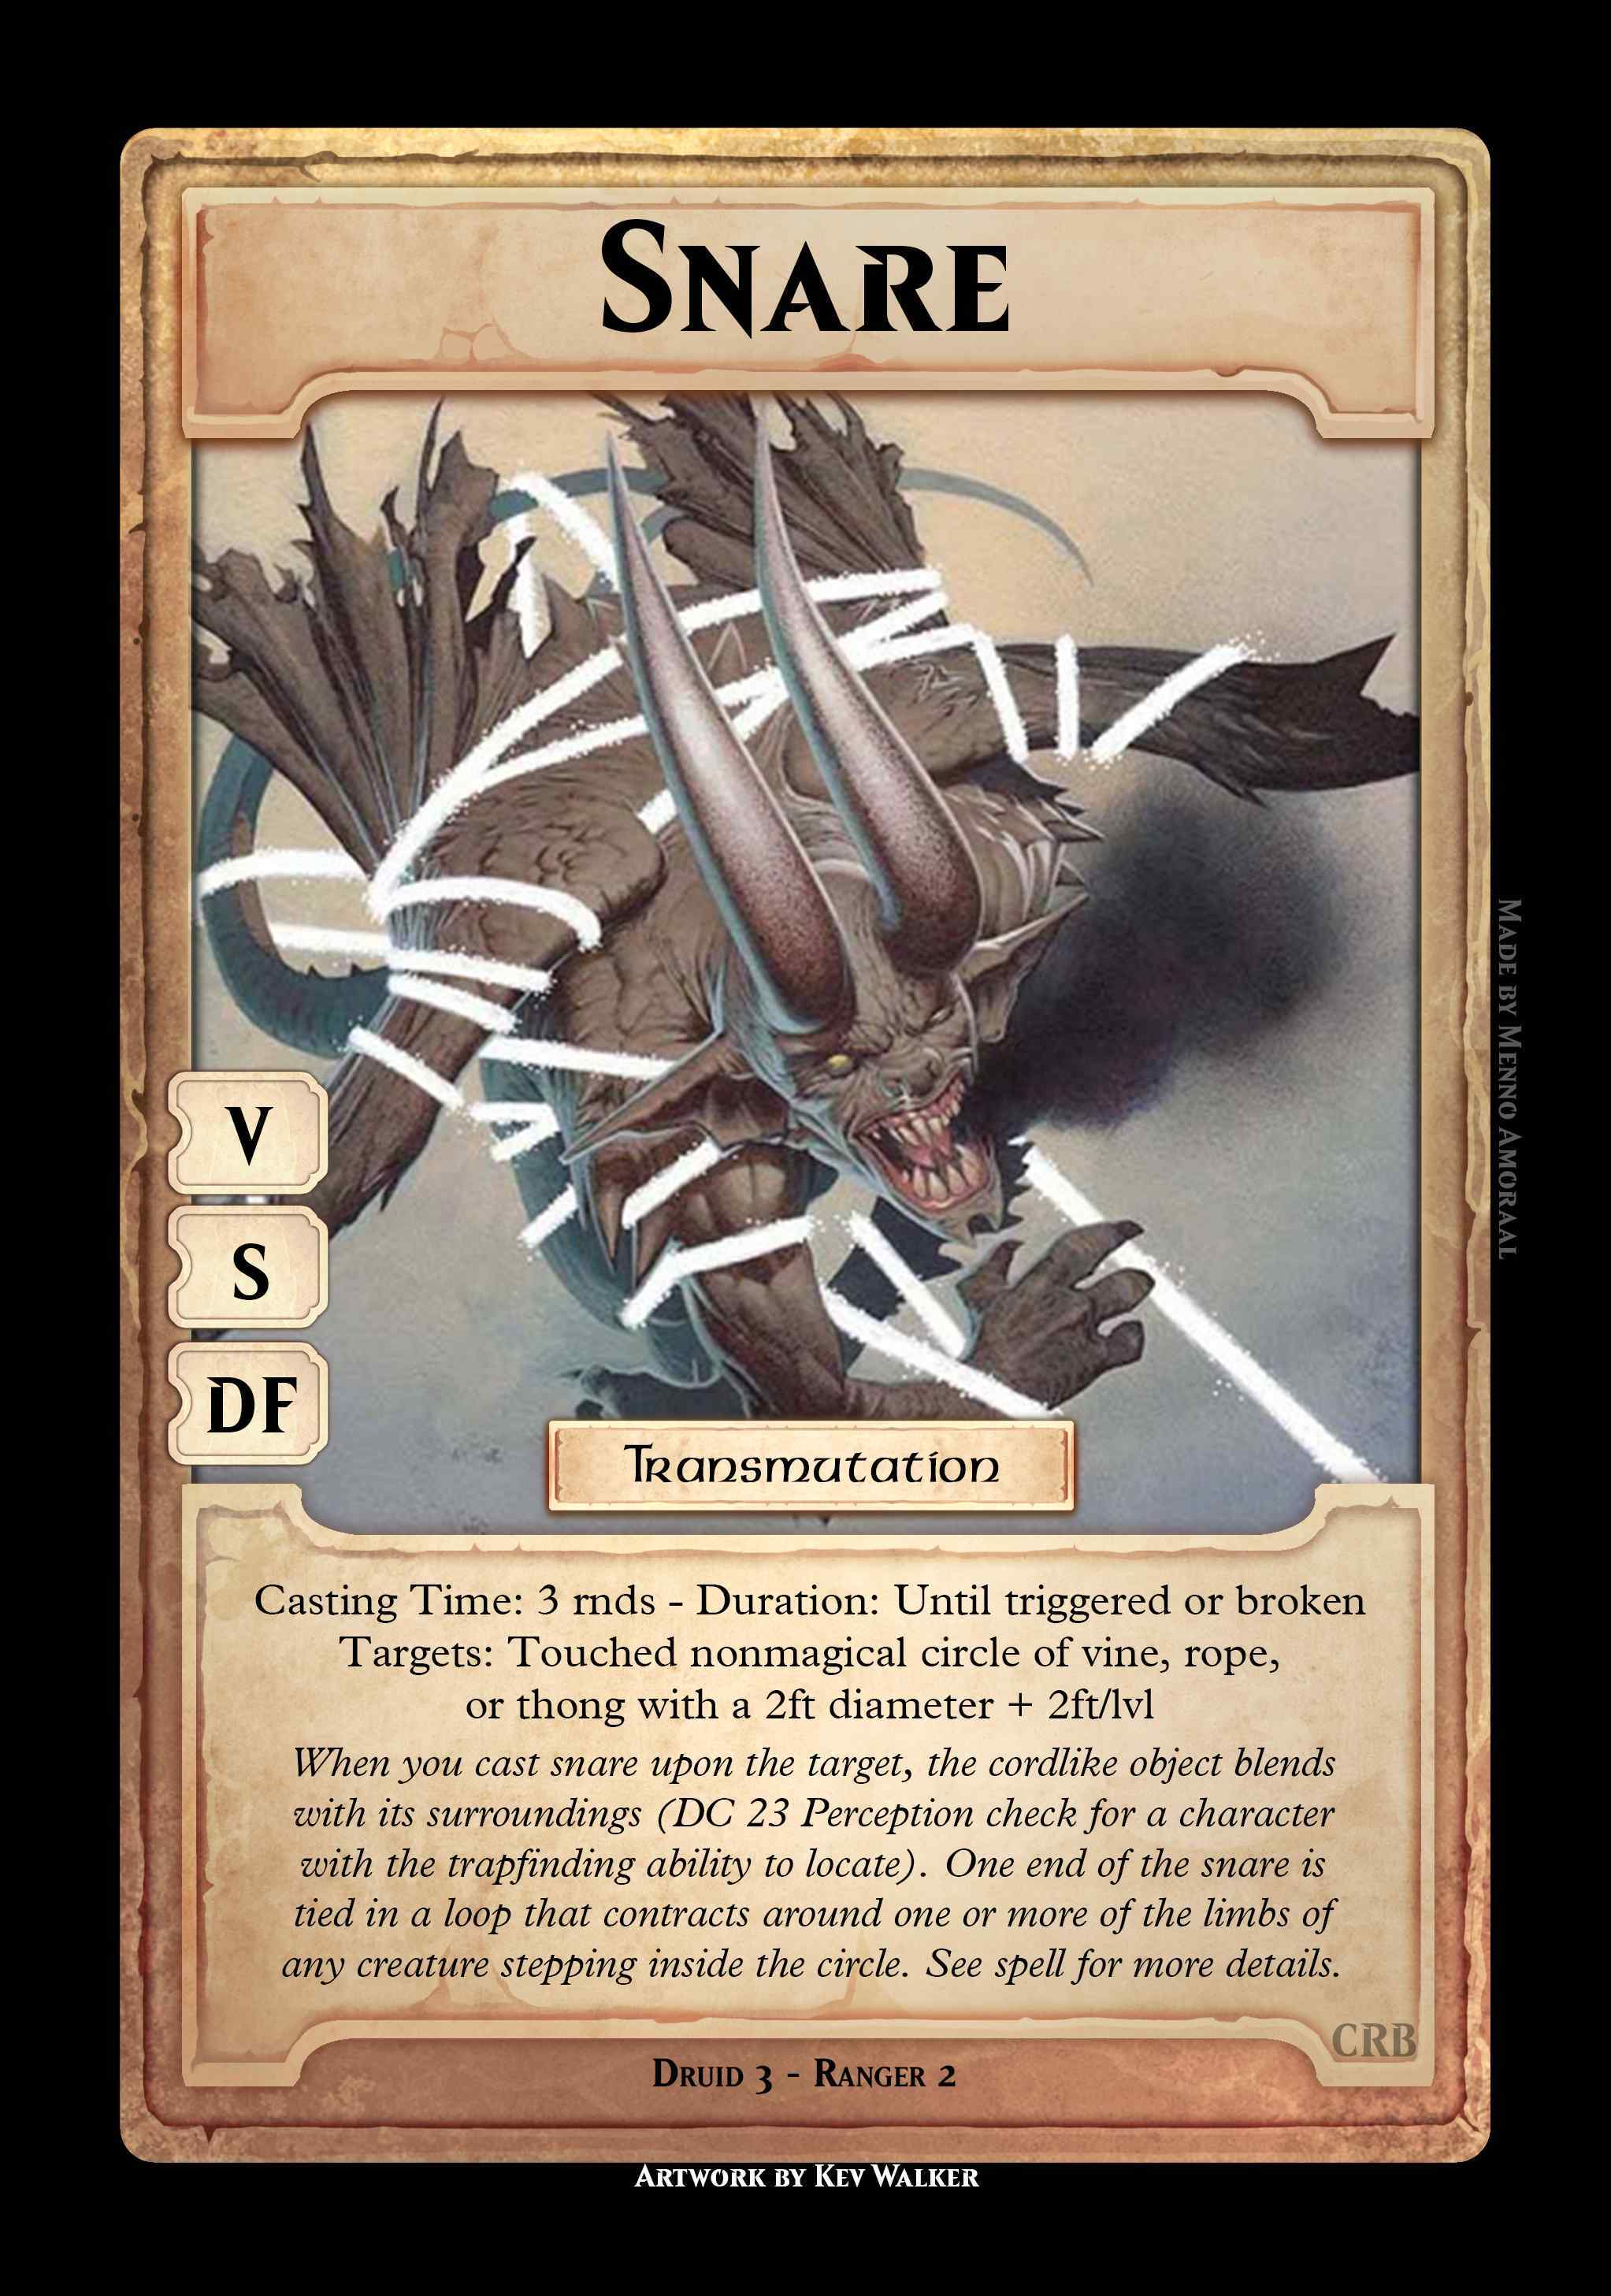 Snare
V
S
DF
Transmutation
Casting Time: 3 rnds - Duration: Until triggered or broken
Targets: Touched nonmagical circle of vine, rope,
or thong with a 2ft diameter + 2ft/lvl
When you cast snare upon the target, the cordlike object blends
with its surroundings (DC 23 Perception check for a character
with the trapfinding ability to locate). One end of the snare is
tied in a loop that contracts around one or more of the limbs of
any creature stepping inside the circle. See spell for more details.
CRB
Druid 3 - Ranger 2
Artwork by Kev Walker
Made by Menno Amoraal